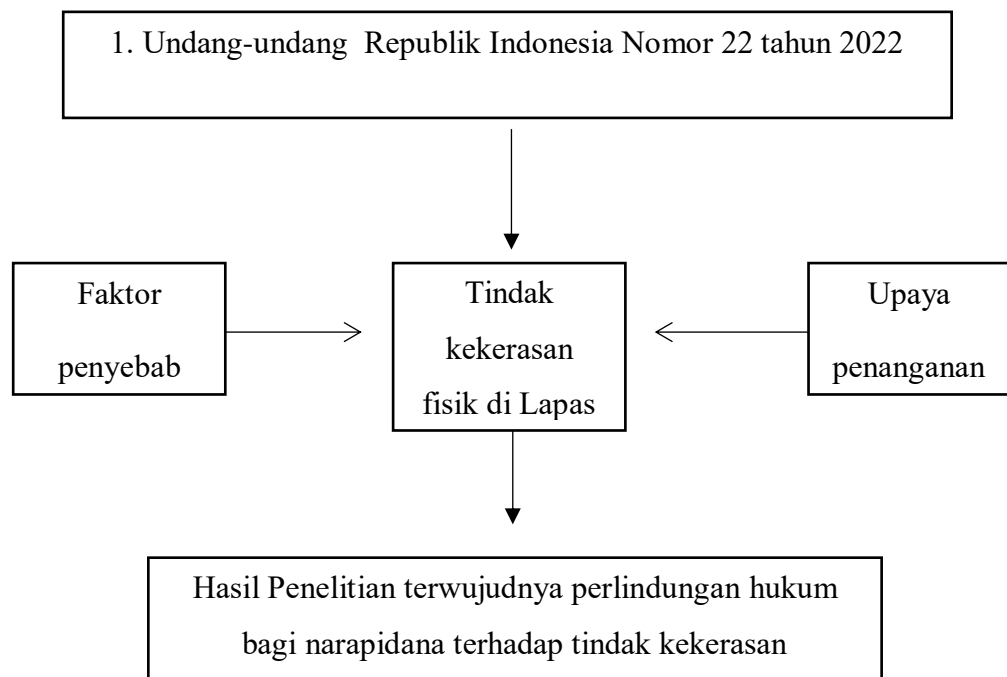 1. Undang-undang  Republik Indonesia Nomor 22 tahun 2022
Faktor
penyebab
Tindak
kekerasan
fisik di Lapas
Upaya
penanganan
Hasil Penelitian terwujudnya perlindungan hukum
bagi narapidana terhadap tindak kekerasan